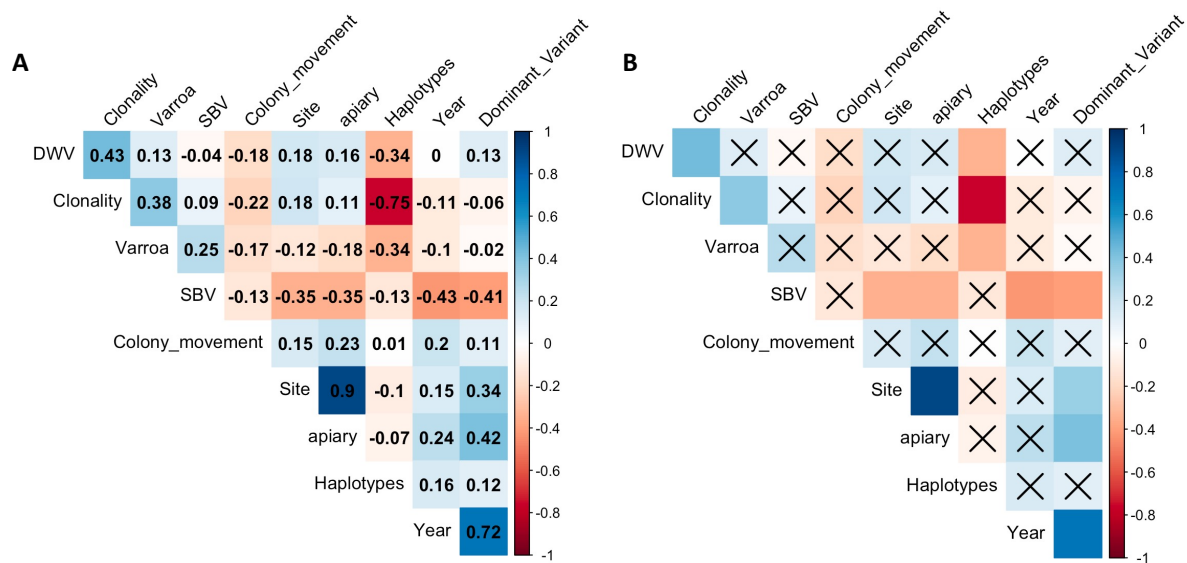 A
Clonality
Varroa
SBV
Colony_movement
Site
apiary
Haplotypes
Year
Dominant_Variant
DWV 0.43 0.13 -0.04 -0.18 0.18 0.16 -0.34 0 0.13
Clonality 0.38 0.09 -0.22 0.18 0.11 -0.75 -0.11 -0.06
Varroa 0.25 -0.17 -0.12 -0.18 -0.34 -0.1 -0.02
SBV -0.13 -0.35 -0.35 -0.13 -0.43 -0.41
Colony_movement 0.15 0.23 0.01 0.2 0.11
Site 0.9 -0.1 0.15 0.34
apiary -0.07 0.24 0.42
Haplotypes 0.16 0.12
Year 0.72
1
0.8
0.6
0.4
0.2
0
-0.2
-0.4
-0.6
-0.8
-1
B
Clonality
Varroa
SBV
Colony_movement
Site
apiary
Haplotypes
Year
Dominant_Variant
DWV
Clonality
Varroa
SBV
Colony_movement
Site
apiary
Haplotypes
Year
1
0.8
0.6
0.4
0.2
0
-0.2
-0.4
-0.6
-0.8
-1